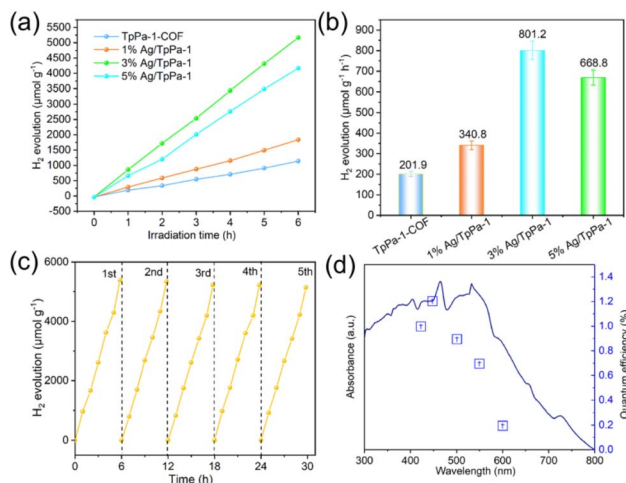 (a)
TpPa-1-COF
1% Ag/TpPa-1
3% Ag/TpPa-1
5% Ag/TpPa-1
H₂ evolution (μmol g⁻¹)
5500
5000
4500
4000
3500
3000
2500
2000
1500
1000
500
0
-500
0 1 2 3 4 5 6
Irradiation time (h)
(b)
H₂ evolution (μmol g⁻¹ h⁻¹)
900
800
700
600
500
400
300
200
100
0
201.9
340.8
801.2
668.8
TpPa-1-COF
1% Ag/TpPa-1
3% Ag/TpPa-1
5% Ag/TpPa-1
(c)
1st 2nd 3rd 4th 5th
H₂ evolution (μmol g⁻¹)
6000
4000
2000
0
0 6 12 18 24 30
Time (h)
(d)
Absorbance (a.u.)
1.4
1.2
1.0
0.8
0.6
0.4
0.2
0.0
Quantum efficiency (%)
300 400 500 600 700 800
Wavelength (nm)